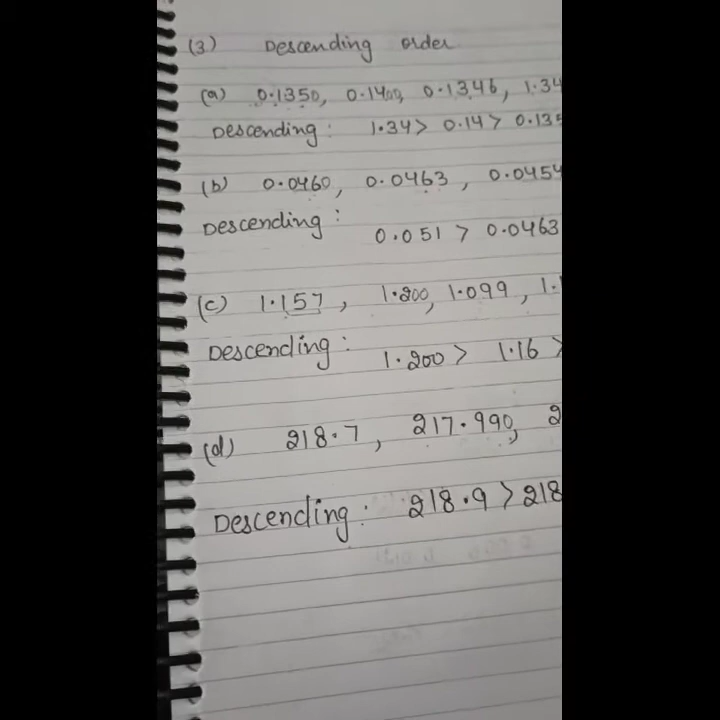 (3) Descending order
(a) 0.1350, 0.1400, 0.1346, 1.34
Descending: 1.34 > 0.14 > 0.135
(b) 0.0460, 0.0463, 0.0454
Descending:
0.051 > 0.0463
(c) 1.157, 1.200, 1.099, 1.
Descending:
1.200 > 1.16 >
(d) 218.7, 217.990, 2
Descending: 218.9 > 218